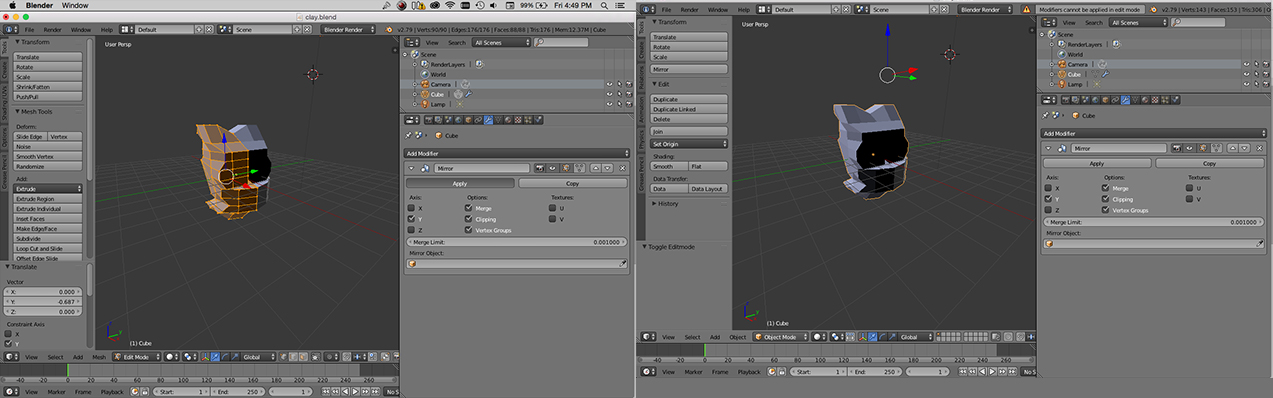 Blender Window
99% Fri 4:49 PM
clay.blend
File Render Window Help
Default
Scene
Blender Render
v2.79 | Verts:90/90 | Edges:176/176 | Faces:88/88 | Tris:176 | Mem:12.37M | Cube
Tools
Create
Options
Grease Pencil
Transform
Translate
Rotate
Scale
Shrink/Fatten
Push/Pull
Mesh Tools
Deform:
Slide Edge Vertex
Noise
Smooth Vertex
Randomize
Add:
Extrude
Extrude Region
Extrude Individual
Inset Faces
Make Edge/Face
Subdivide
Loop Cut and Slide
Offset Edge Slide
Translate
Vector
X: 0.000
Y: -0.687
Z: 0.000
Constraint Axis
X
Y
User Persp
(1) Cube
View Select Add Mesh
Edit Mode
Global
-40 -20 0 20 40 60 80 100 120 140 160 180 200 220 240 260
View Marker Frame Playback
Start: 1
End: 250
1
No S
View Search
All Scenes
Scene
RenderLayers
World
Camera
Cube
Lamp
Cube
Add Modifier
Mirror
Apply Copy
Axis: Options: Textures:
X Merge U
Y Clipping V
Z Vertex Groups
Merge Limit: 0.001000
Mirror Object:
File Render Window Help
Default
Scene
Blender Render
Modifiers cannot be applied in edit mode
v2.79 | Verts:143 | Faces:153 | Tris:306 | O
Tools
Create
Relations
Animation
Physics
Grease Pencil
Transform
Translate
Rotate
Scale
Mirror
Edit
Duplicate
Duplicate Linked
Delete
Join
Set Origin
Shading:
Smooth Flat
Data Transfer:
Data Data Layout
History
Toggle Editmode
User Persp
(1) Cube
View Select Add Object
Object Mode
Global
-40 -20 0 20 40 60 80 100 120 140 160 180 200 220 240 260
View Marker Frame Playback
Start: 1
End: 250
1
No S
View Search
All Scenes
Scene
RenderLayers
World
Camera
Cube
Lamp
Cube
Add Modifier
Mirror
Apply Copy
Axis: Options: Textures:
X Merge U
Y Clipping V
Z Vertex Groups
Merge Limit: 0.001000
Mirror Object: